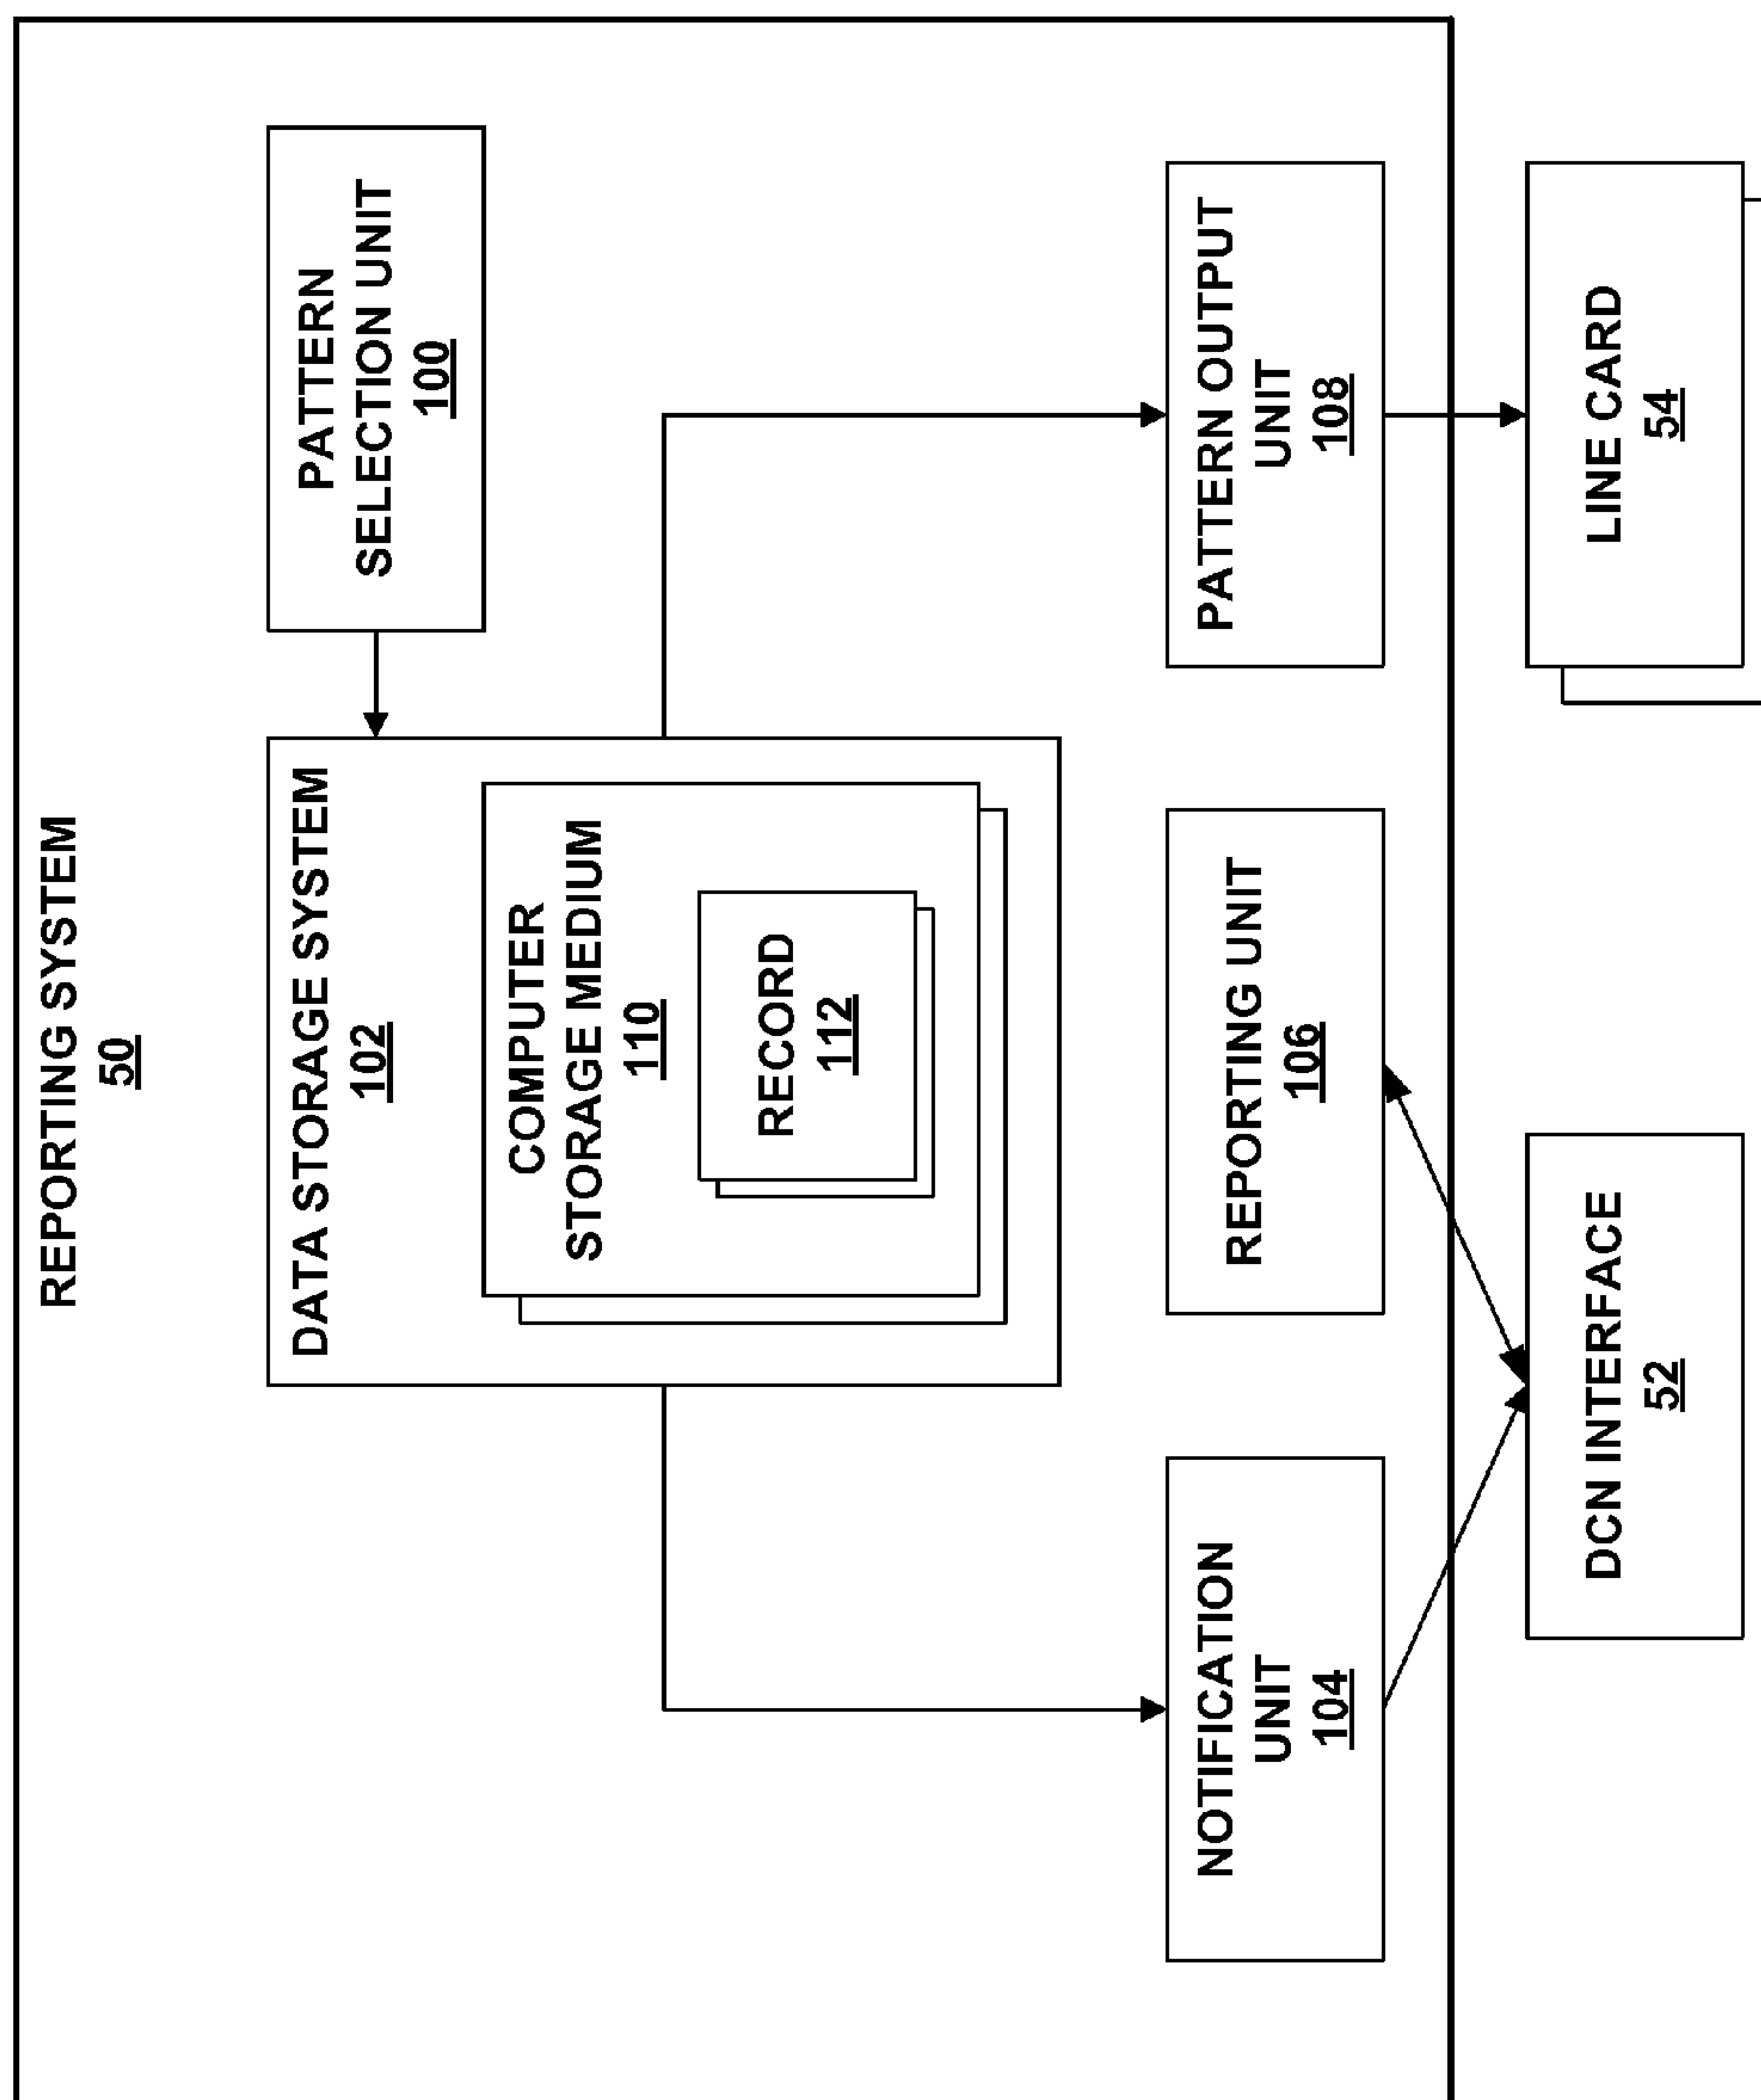 REPORTING SYSTEM
50
PATTERN
SELECTION UNIT
100
DATA STORAGE SYSTEM
102
COMPUTER
STORAGE MEDIUM
110
RECORD
112
NOTIFICATION
UNIT
104
REPORTING UNIT
106
PATTERN OUTPUT
UNIT
108
DCN INTERFACE
52
LINE CARD
54